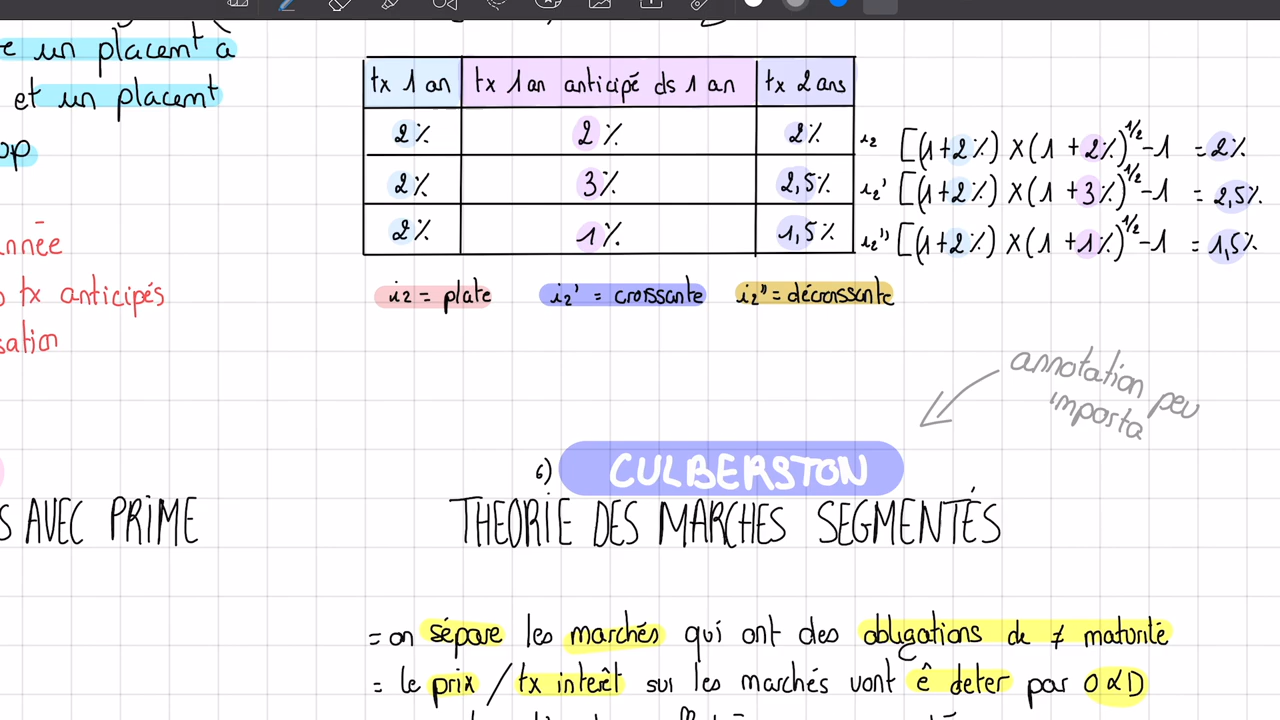 e un placent à
et un placent
op
année
tx anticipés
sation
S AVEC PRIME
tx 1 an tx 1 an anticipé ds 1 an tx 2 ans
2% 2% 2% i2 [(1+2%) x (1+2%)^1/2 -1 = 2%
2% 3% 2,5% i2' [(1+2%) x (1+3%)^1/2 -1 = 2,5%
2% 1% 1,5% i2'' [(1+2%) x (1+1%)^1/2 -1 = 1,5%
i2 = plate i2' = croissante i2'' = décroissante
annotation peu
importa
6) CULBERSTON
THEORIE DES MARCHES SEGMENTÉS
= on sépare les marchés qui ont des obligations de ≠ maturité
= le prix / tx interêt sur les marchés vont ê deter par O α D